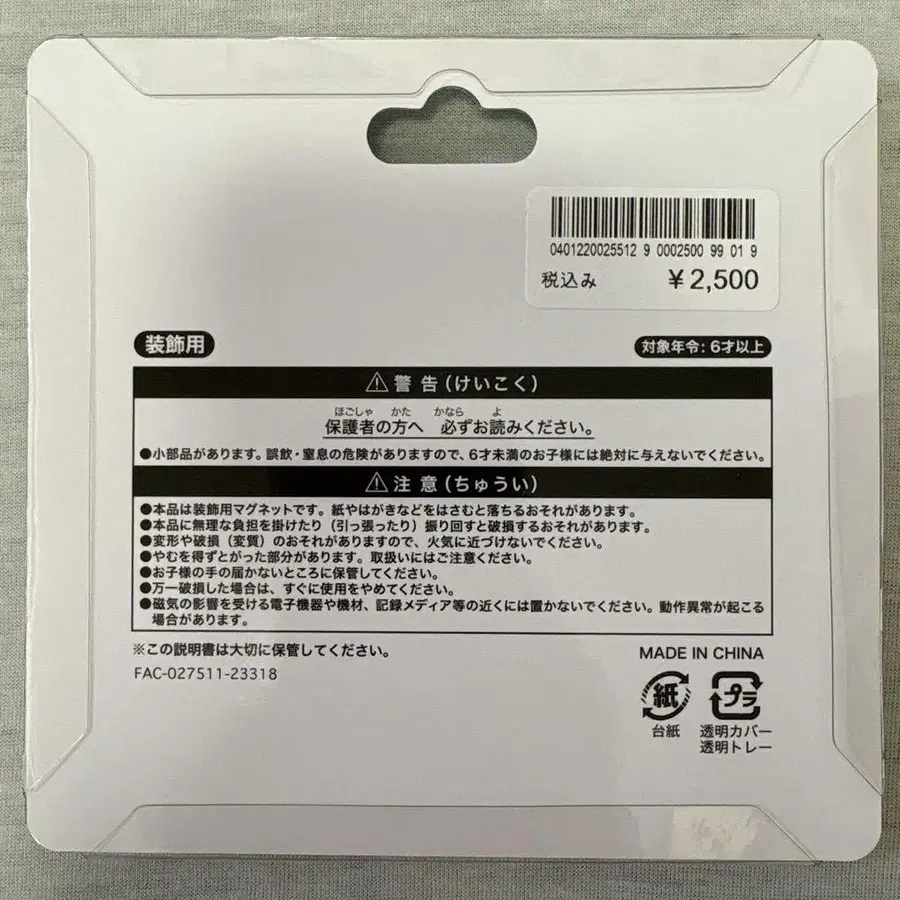 0401220025512 9 0002500 99 01 9
税込み ¥2,500
装飾用
対象年令:6才以上
⚠警告(けいこく)
ほごしゃ かた かなら よ
保護者の方へ 必ずお読みください。
●小部品があります。誤飲・窒息の危険がありますので、6才未満のお子様には絶対に与えないでください。
⚠注意(ちゅうい)
●本品は装飾用マグネットです。紙やはがきなどをはさむと落ちるおそれがあります。
●本品に無理な負担を掛けたり(引っ張ったり)振り回すと破損するおそれがあります。
●変形や破損(変質)のおそれがありますので、火気に近づけないでください。
●やむを得ずとがった部分があります。取扱いにはご注意ください。
●お子様の手の届かないところに保管してください。
●万一破損した場合は、すぐに使用をやめてください。
●磁気の影響を受ける電子機器や機材、記録メディア等の近くには置かないでください。動作異常が起こる
場合があります。
※この説明書は大切に保管してください。
FAC-027511-23318
MADE IN CHINA
紙 プラ
台紙 透明カバー
透明トレー